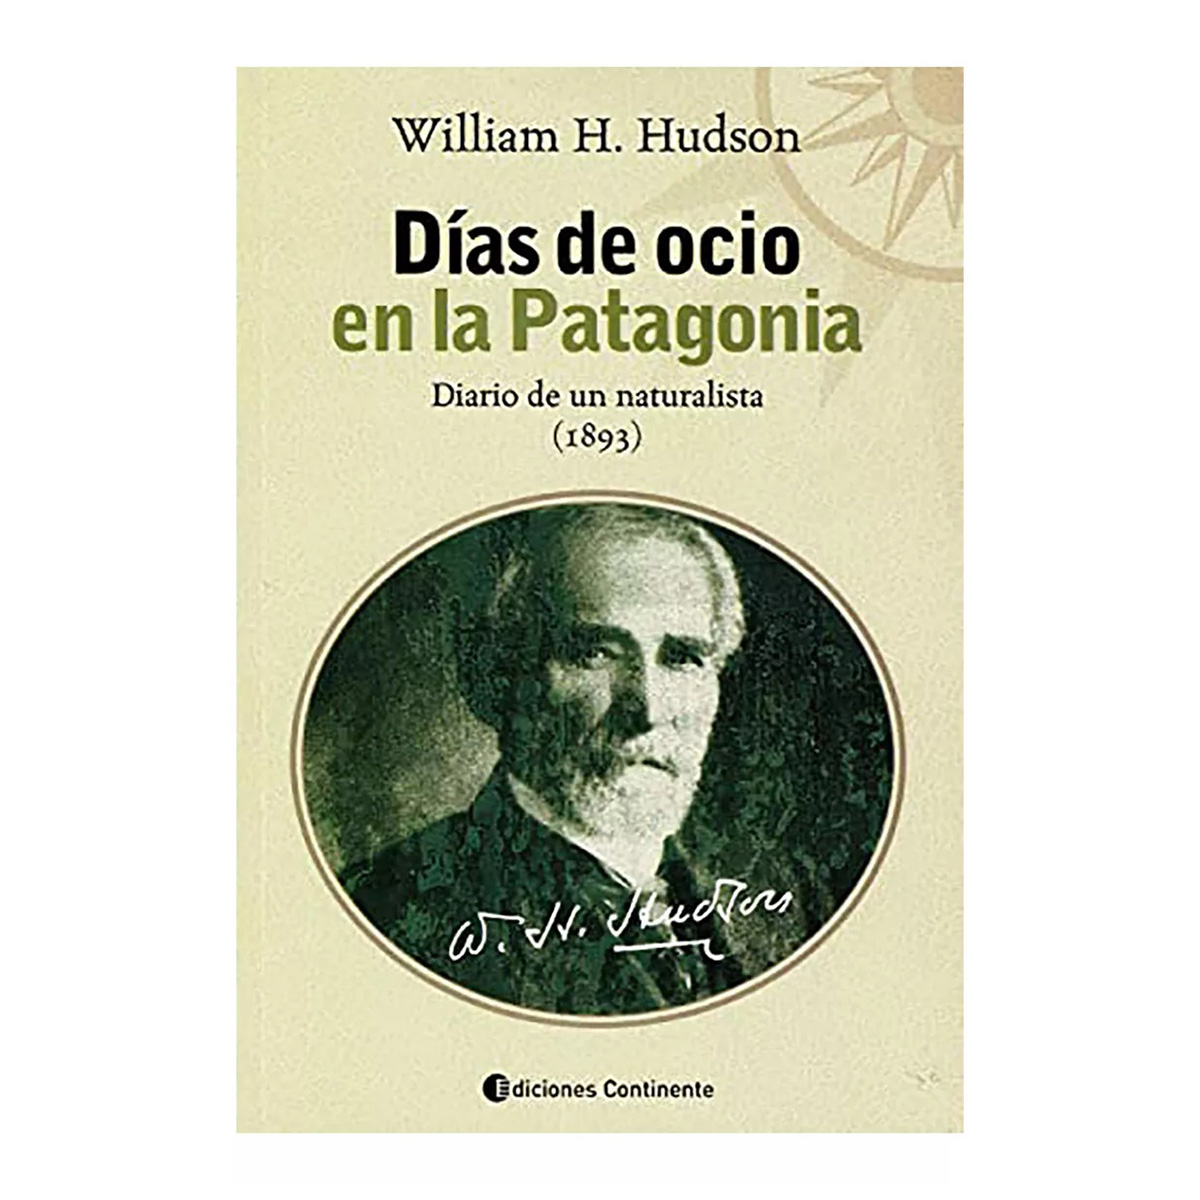 William H. Hudson
Días de ocio
en la Patagonia
Diario de un naturalista
(1893)
W. H. Hudson
Ediciones Continente